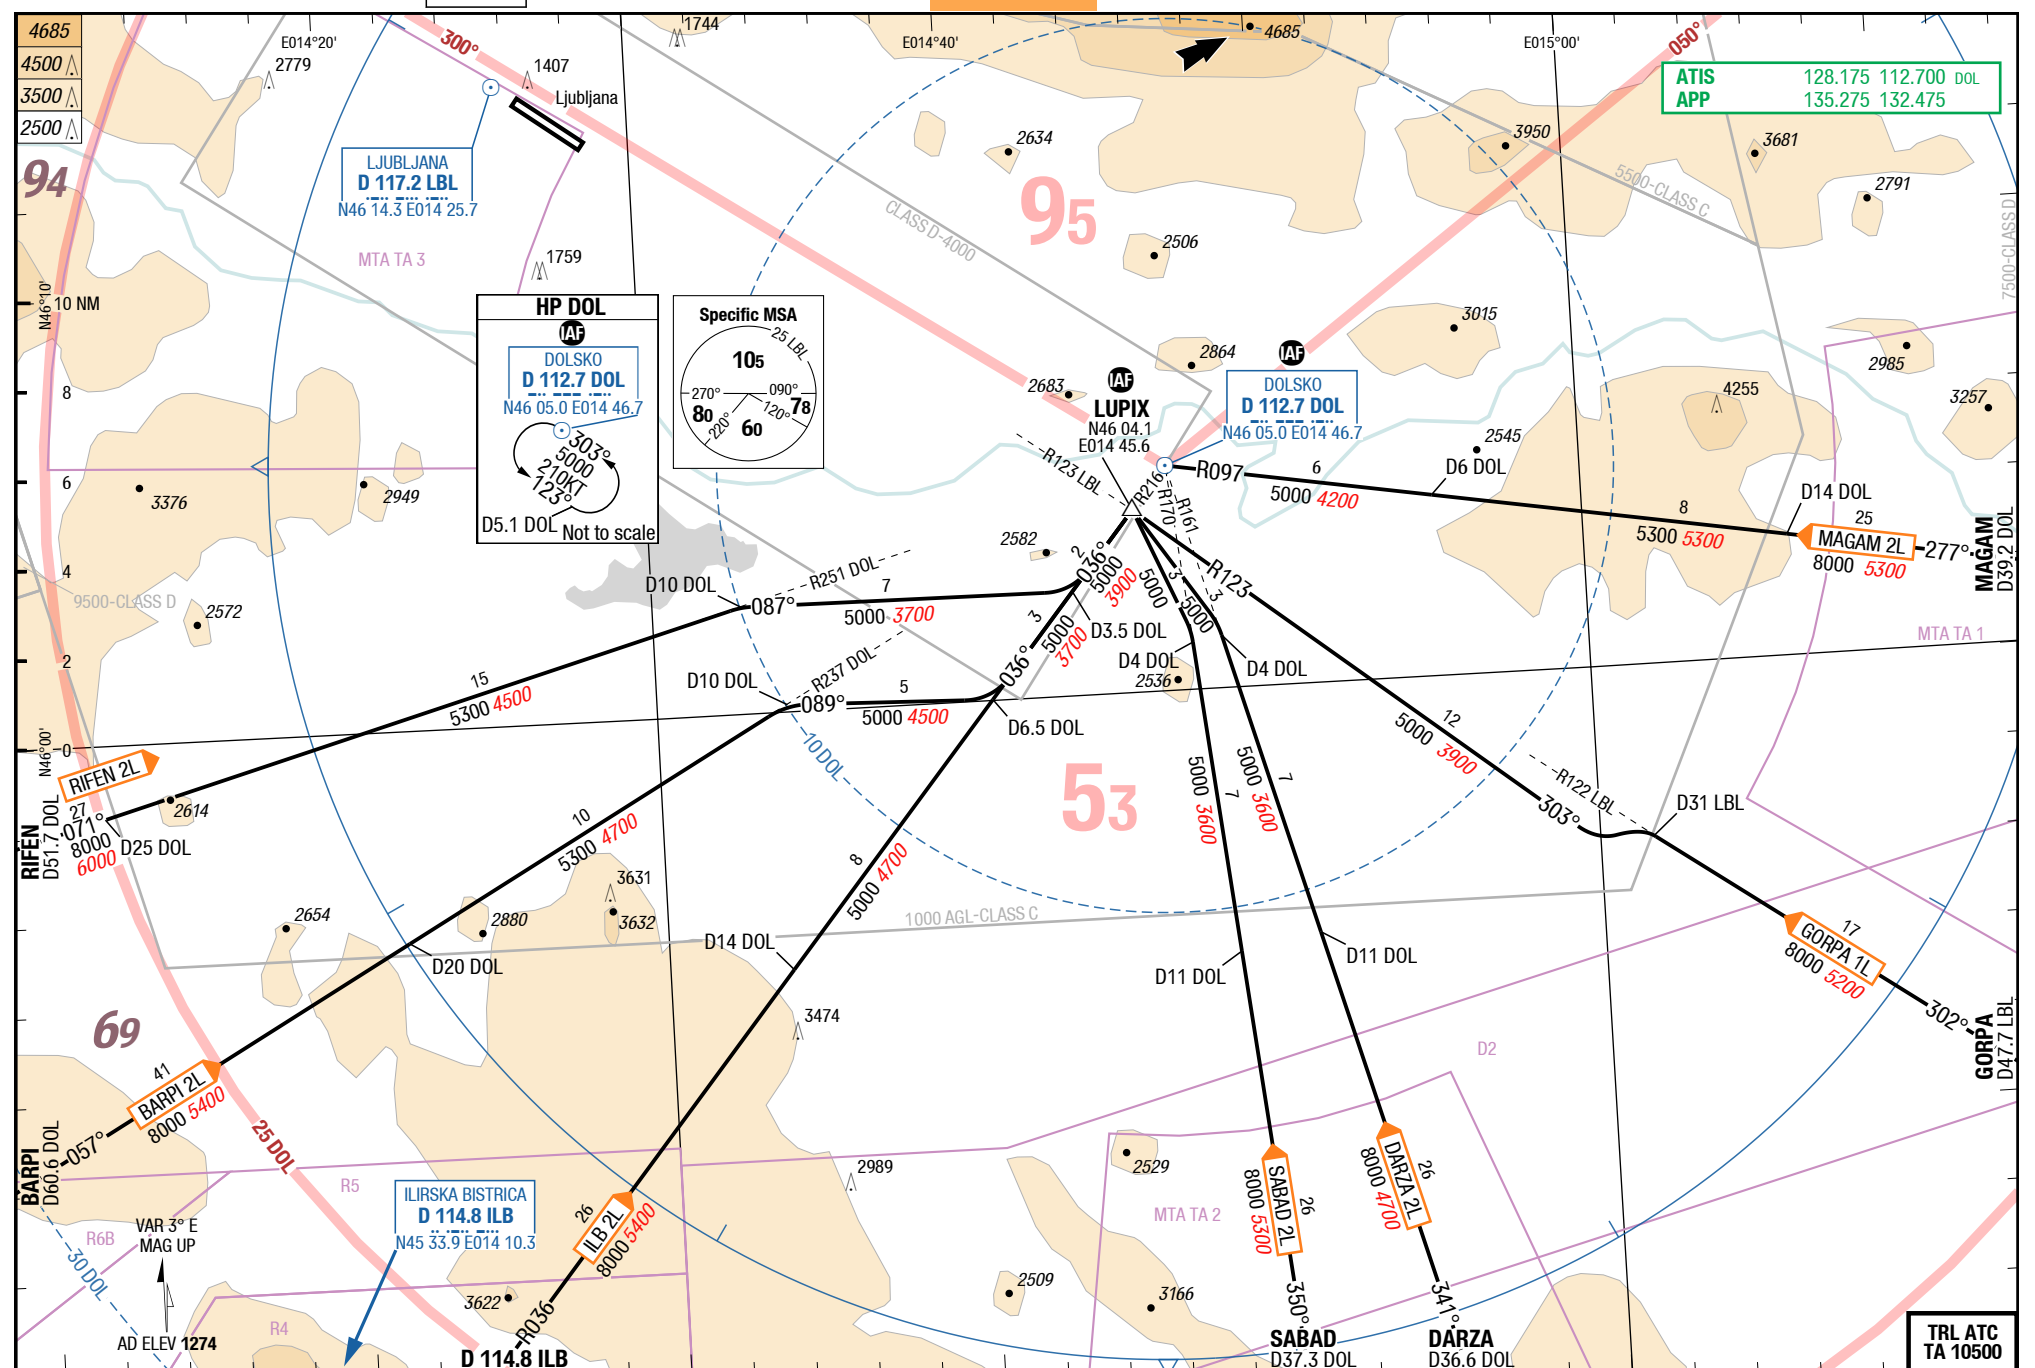 4685
4500
3500
2500
E014°20'
E014°40'
E015°00'
300°
050°
1744
4685
2779
1407
Ljubljana
ATIS 128.175 112.700 DOL
APP 135.275 132.475
3950
3681
2634
2791
94
95
LJUBLJANA
D 117.2 LBL
N46 14.3 E014 25.7
MTA TA 3
1759
CLASS D-4000
5500-CLASS C
7500-CLASS D
2506
N46°10'
10 NM
8
6
4
2
0
N46°00'
HP DOL
IAF
DOLSKO
D 112.7 DOL
N46 05.0 E014 46.7
303°
5000
210KT
123°
D5.1 DOL
Not to scale
Specific MSA
25 LBL
105
270°
090°
120°
220°
80
78
60
3015
2864
2985
3257
4255
2683
IAF
LUPIX
N46 04.1
E014 45.6
IAF
DOLSKO
D 112.7 DOL
N46 05.0 E014 46.7
2545
3376
2949
R123 LBL
R216
R170
R161
R097
6
5000 4200
D6 DOL
8
5300 5300
D14 DOL
25
MAGAM 2L
8000 5300
277°
MAGAM
D39.2 DOL
2582
9500-CLASS D
2572
D10 DOL
R251 DOL
087°
7
5000 3700
2
036°
5000
3900
3
5000
3
5000
R123
D3.5 DOL
3
5000
3700
036°
D4 DOL
D4 DOL
2536
MTA TA 1
D10 DOL
R237 DOL
089°
5
5000 4500
D6.5 DOL
15
5300 4500
RIFEN 2L
27
071°
8000
6000
RIFEN
D51.7 DOL
D25 DOL
2614
10 DOL
53
10
5300 4700
8
5000 4700
5000 3600
7
5000 3600
7
12
5000 3900
R122 LBL
303°
D31 LBL
2654
2880
3631
3632
1000 AGL-CLASS C
D20 DOL
D14 DOL
D11 DOL
D11 DOL
17
GORPA 1L
8000 5200
302°
GORPA
D47.7 LBL
69
3474
D2
41
BARPI 2L
8000 5400
057°
BARPI
D60.6 DOL
25 DOL
R5
R6B
30 DOL
VAR 3° E
MAG UP
AD ELEV 1274
R4
ILIRSKA BISTRICA
D 114.8 ILB
N45 33.9 E014 10.3
26
ILB 2L
8000 5400
R036
D 114.8 ILB
3622
2989
2529
MTA TA 2
2509
3166
26
SABAD 2L
8000 5300
350°
SABAD
D37.3 DOL
26
DARZA 2L
8000 4700
341°
DARZA
D36.6 DOL
TRL ATC
TA 10500